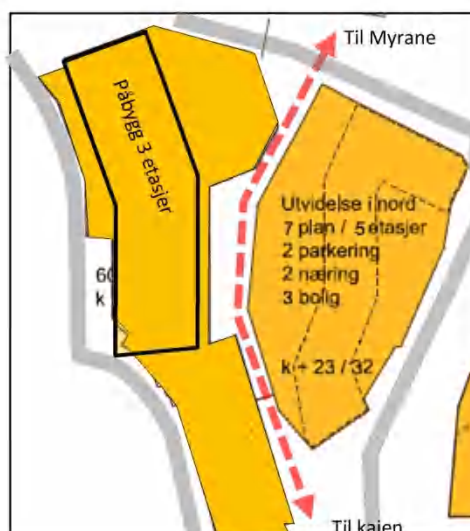 Til Myrane
Påbygg 3 etasjer
Utvidelse i nord
7 plan / 5 etasjer
2 parkering
2 næring
3 bolig
60
k
k + 23 / 32
Til kaien